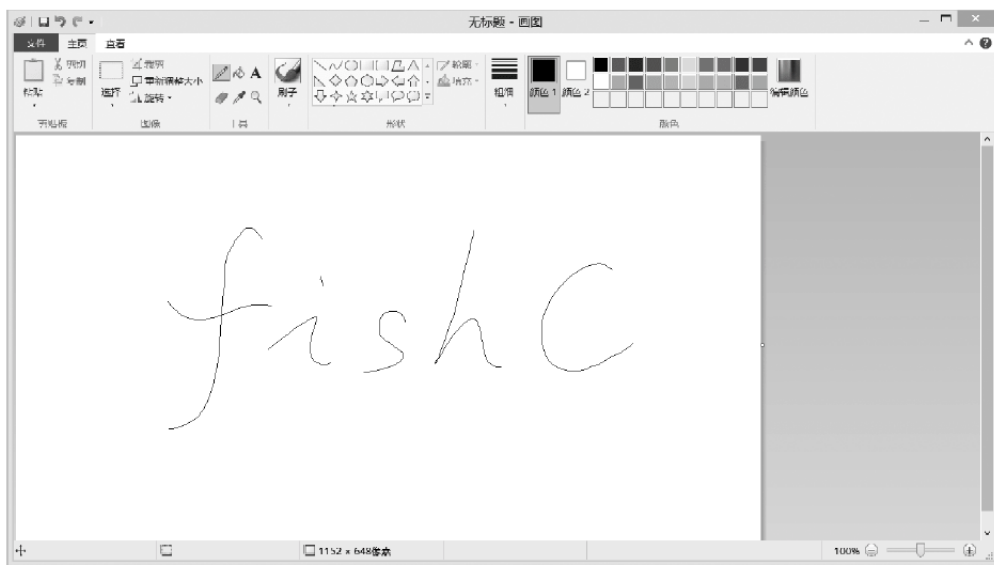 无标题 - 画图
文件 主页 查看
粘贴 剪切 复制 选择 裁剪 重新调整大小 旋转 A 刷子 轮廓 填充 粗细 颜色 1 颜色 2 编辑颜色
剪贴板 图像 工具 形状 颜色
fishC
1152 × 648像素 100%